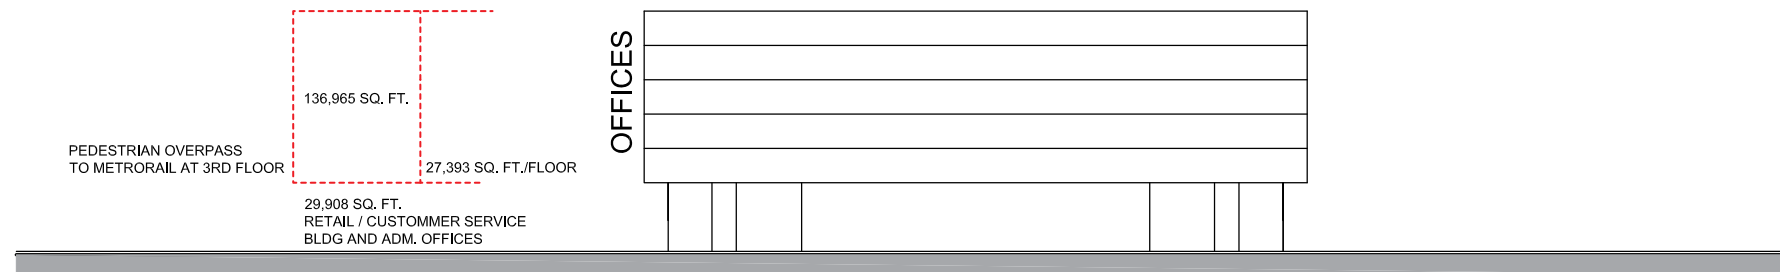 OFFICES
136,965 SQ. FT.
PEDESTRIAN OVERPASS
TO METRORAIL AT 3RD FLOOR
27,393 SQ. FT./FLOOR
29,908 SQ. FT.
RETAIL / CUSTOMMER SERVICE
BLDG AND ADM. OFFICES